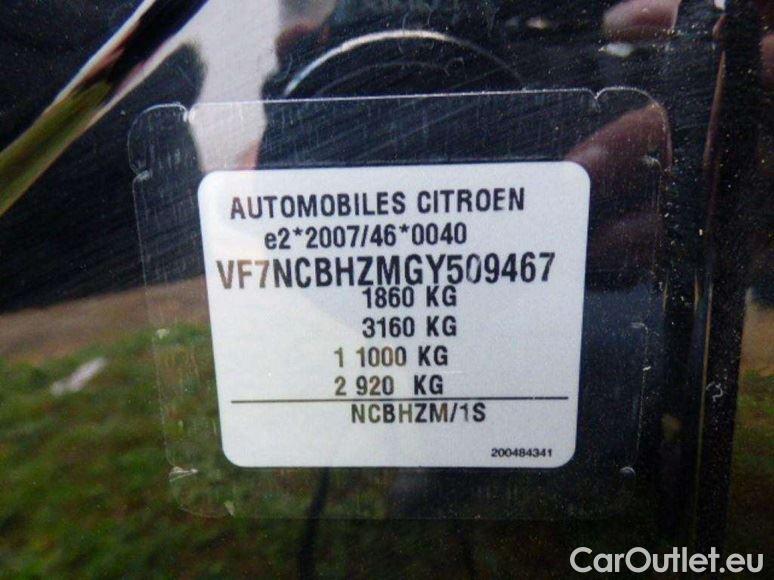 AUTOMOBILES CITROEN
e2*2007/46*0040
VF7NCBHZMGY509467
1860 KG
3160 KG
1 1000 KG
2 920 KG
NCBHZM/1S
200484341
CarOutlet.eu